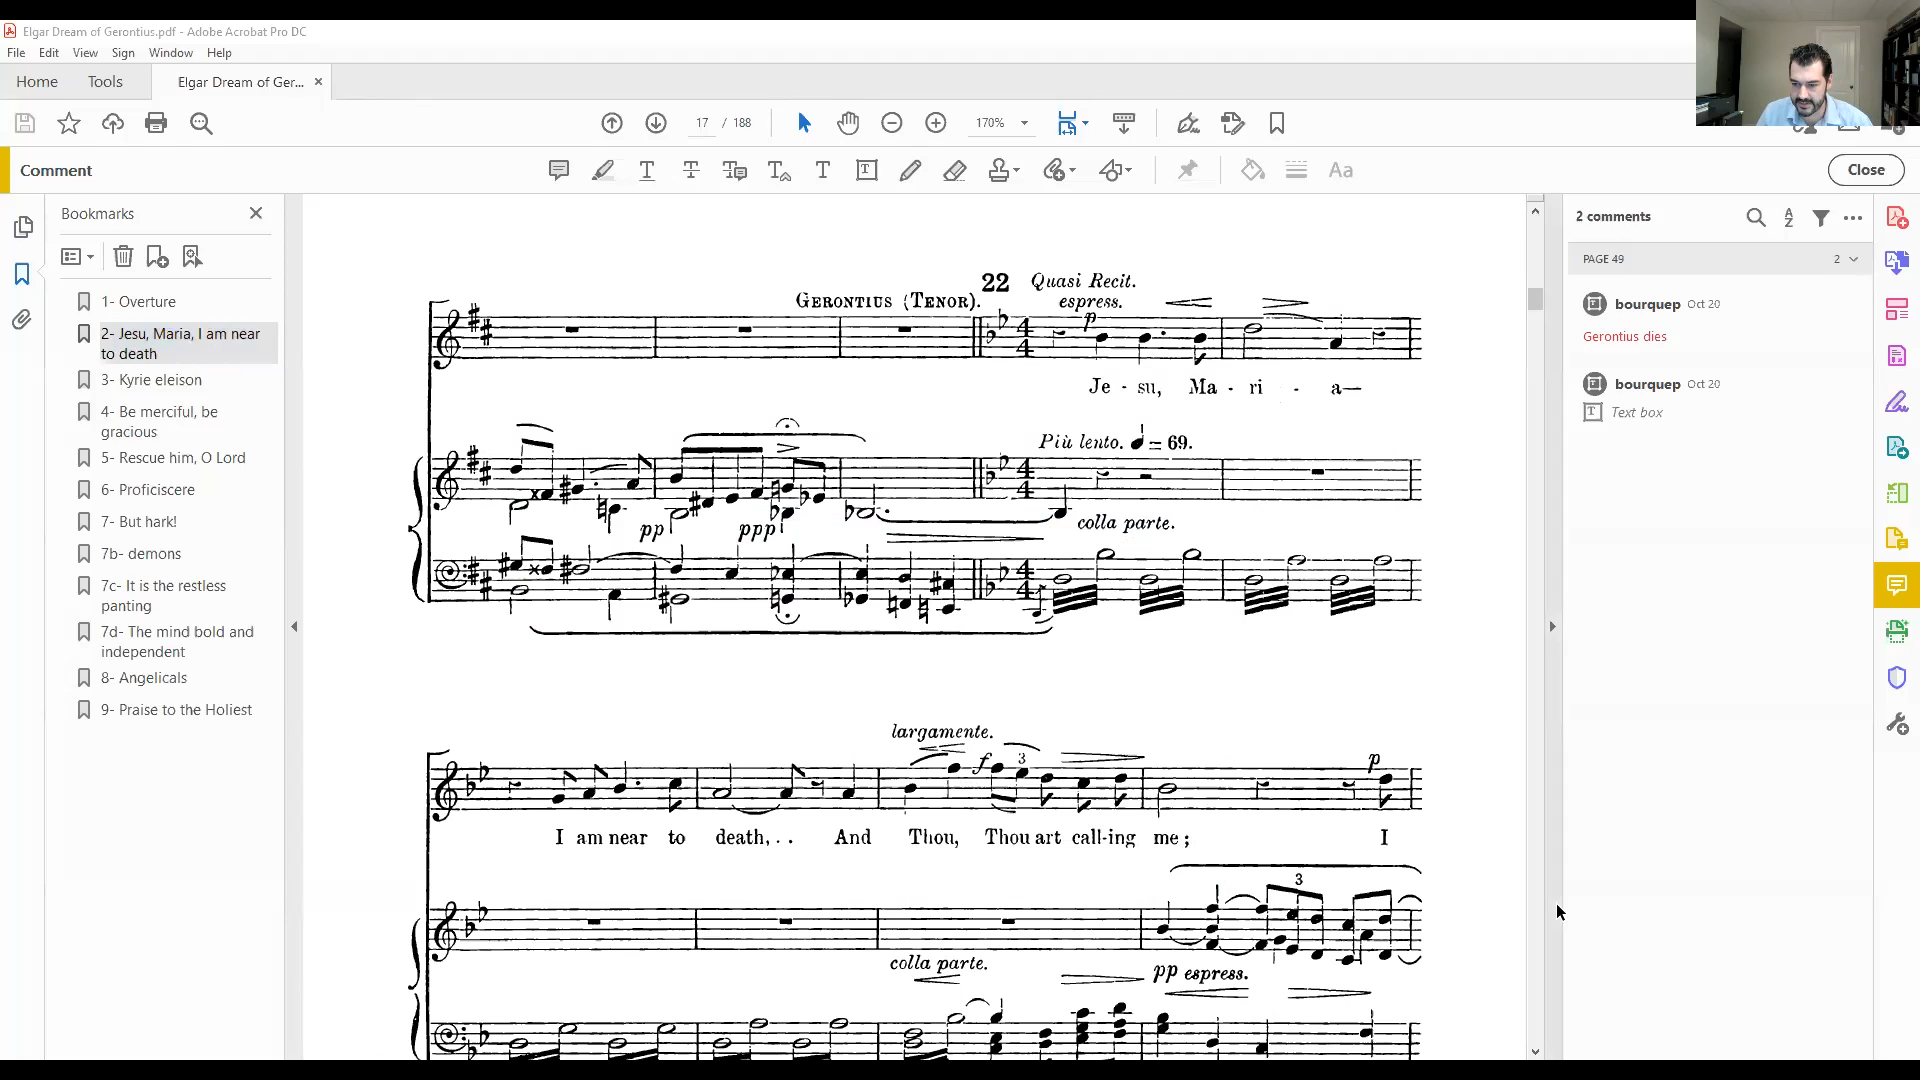 Elgar Dream of Gerontius.pdf - Adobe Acrobat Pro DC
File Edit View Sign Window Help
Home Tools Elgar Dream of Ger... ×
17 / 188 170%
Comment Close
Bookmarks
1- Overture
2- Jesu, Maria, I am near
to death
3- Kyrie eleison
4- Be merciful, be
gracious
5- Rescue him, O Lord
6- Proficiscere
7- But hark!
7b- demons
7c- It is the restless
panting
7d- The mind bold and
independent
8- Angelicals
9- Praise to the Holiest
22 Quasi Recit.
GERONTIUS (TENOR). espress.
p
Je - su, Ma - ri - a—
Più lento. = 69.
colla parte.
pp ppp
largamente.
f 3 p
I am near to death, . . And Thou, Thou art call-ing me ; I
3
colla parte. pp espress.
2 comments
PAGE 49 2
bourquep Oct 20
Gerontius dies
bourquep Oct 20
Text box